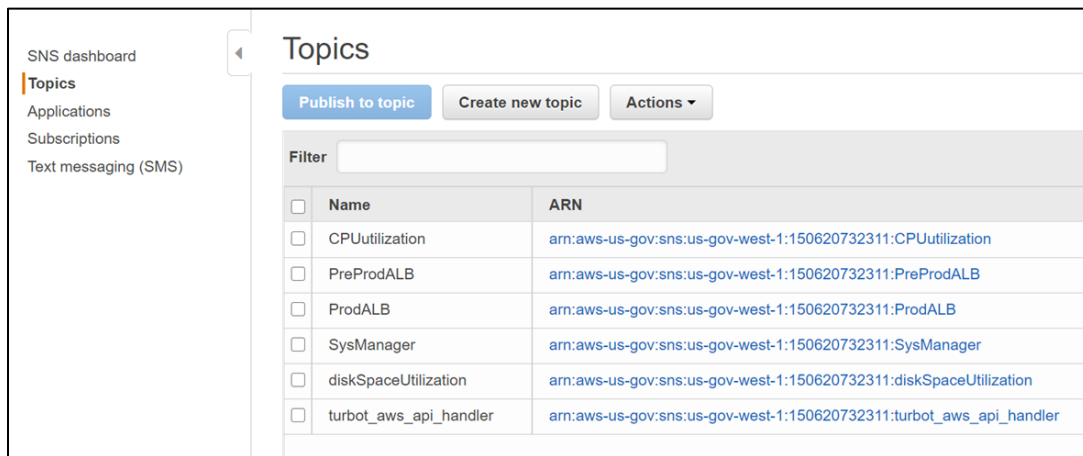 SNS dashboard
Topics
Applications
Subscriptions
Text messaging (SMS)
Topics
Publish to topic Create new topic Actions
Filter
Name ARN
CPUutilization arn:aws-us-gov:sns:us-gov-west-1:150620732311:CPUutilization
PreProdALB arn:aws-us-gov:sns:us-gov-west-1:150620732311:PreProdALB
ProdALB arn:aws-us-gov:sns:us-gov-west-1:150620732311:ProdALB
SysManager arn:aws-us-gov:sns:us-gov-west-1:150620732311:SysManager
diskSpaceUtilization arn:aws-us-gov:sns:us-gov-west-1:150620732311:diskSpaceUtilization
turbot_aws_api_handler arn:aws-us-gov:sns:us-gov-west-1:150620732311:turbot_aws_api_handler